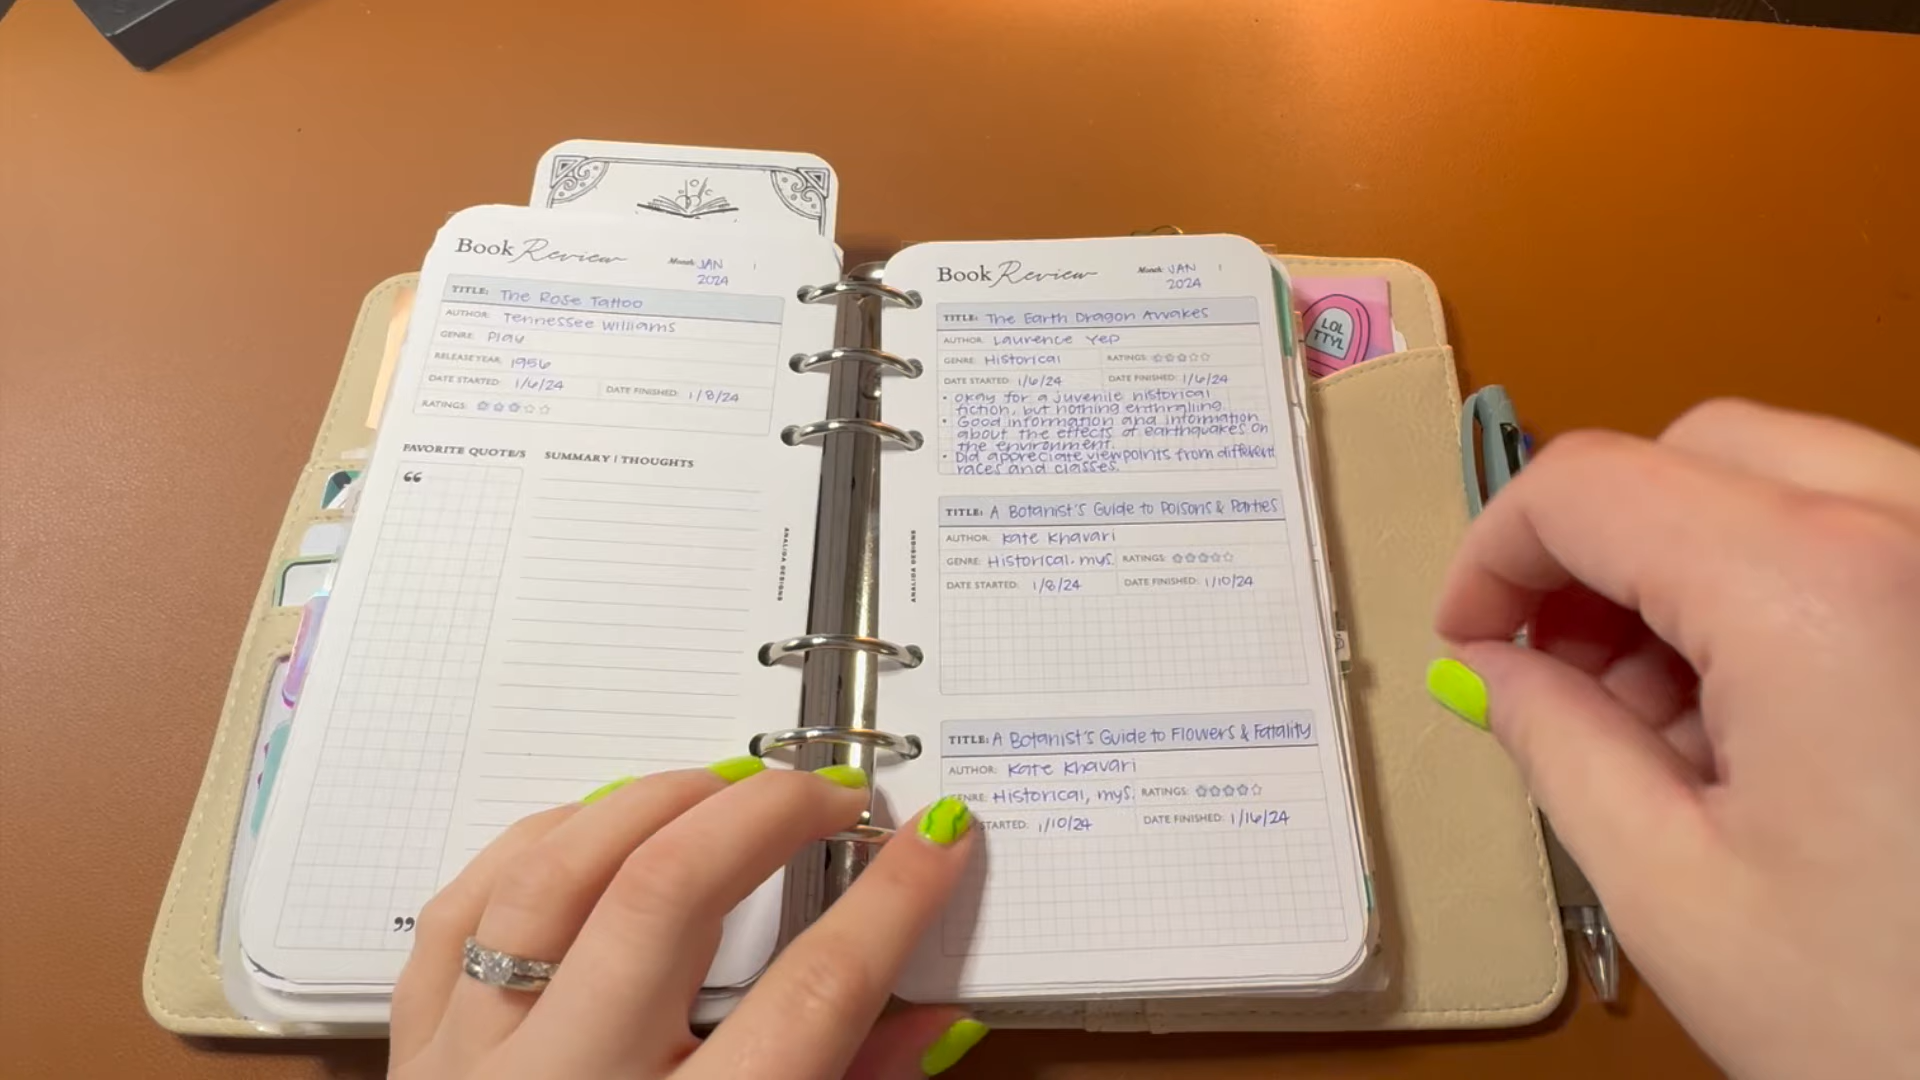 Book Review
Month: JAN
2024
TITLE: The Rose Tattoo
AUTHOR: Tennessee Williams
GENRE: Play
RELEASE YEAR: 1956
DATE STARTED: 1/6/24 DATE FINISHED: 1/8/24
RATINGS:
FAVORITE QUOTE/S SUMMARY | THOUGHTS
“
”
ANALIDA DESIGNS
ANALIDA DESIGNS
Book Review
Month: JAN
2024
TITLE: The Earth Dragon Awakes
AUTHOR: Laurence Yep
GENRE: Historical RATINGS:
DATE STARTED: 1/6/24 DATE FINISHED: 1/6/24
• Okay for a juvenile historical
fiction, but nothing enthralling.
• Good information and information
about the effects of earthquakes on
the environment.
• Did appreciate viewpoints from different
races and classes.
TITLE: A Botanist's Guide to Poisons & Parties
AUTHOR: Kate Khavari
GENRE: Historical. mys. RATINGS:
DATE STARTED: 1/8/24 DATE FINISHED: 1/10/24
TITLE: A Botanist's Guide to Flowers & Fatality
AUTHOR: Kate Khavari
GENRE: Historical, mys. RATINGS:
STARTED: 1/10/24 DATE FINISHED: 1/16/24
LOL
TTYL